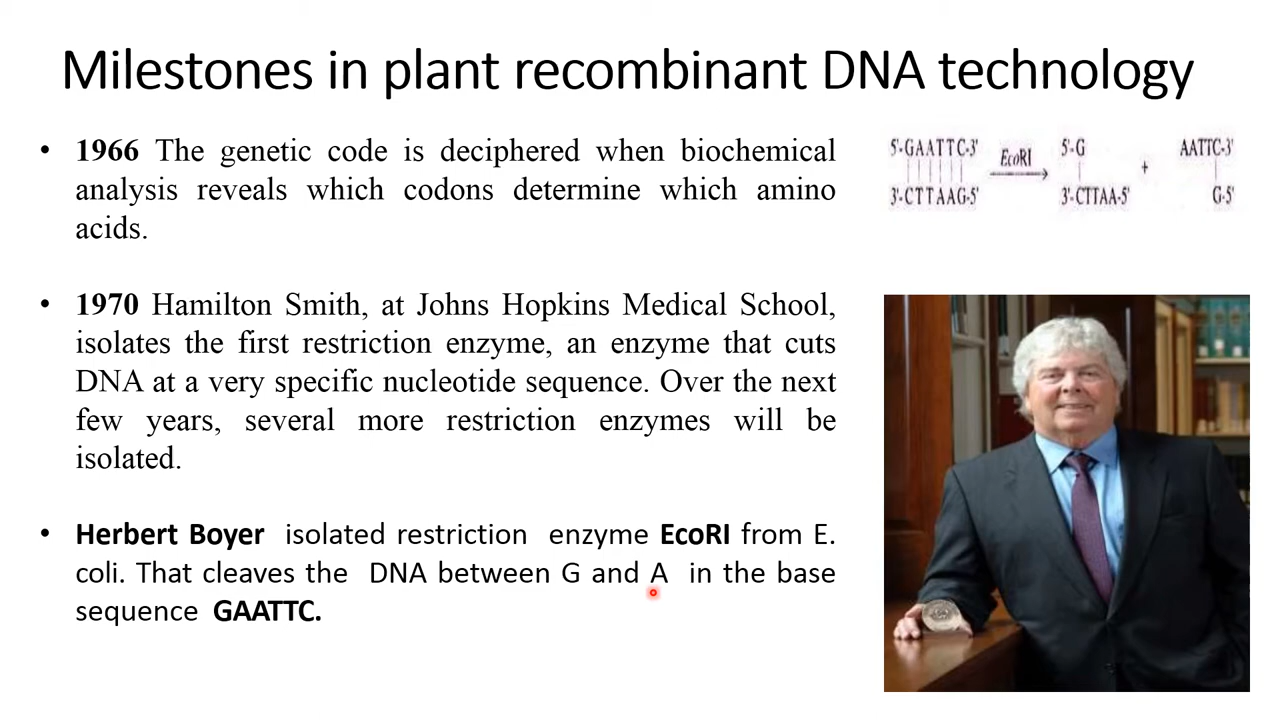 Milestones in plant recombinant DNA technology
• 1966 The genetic code is deciphered when biochemical
analysis reveals which codons determine which amino
acids.
• 1970 Hamilton Smith, at Johns Hopkins Medical School,
isolates the first restriction enzyme, an enzyme that cuts
DNA at a very specific nucleotide sequence. Over the next
few years, several more restriction enzymes will be
isolated.
• Herbert Boyer isolated restriction enzyme EcoRI from E.
coli. That cleaves the DNA between G and A in the base
sequence GAATTC.
5'-GAATTC-3' EcoRI 5'-G + AATTC-3'
3'-CTTAAG-5' 3'-CTTAA-5' G-5'